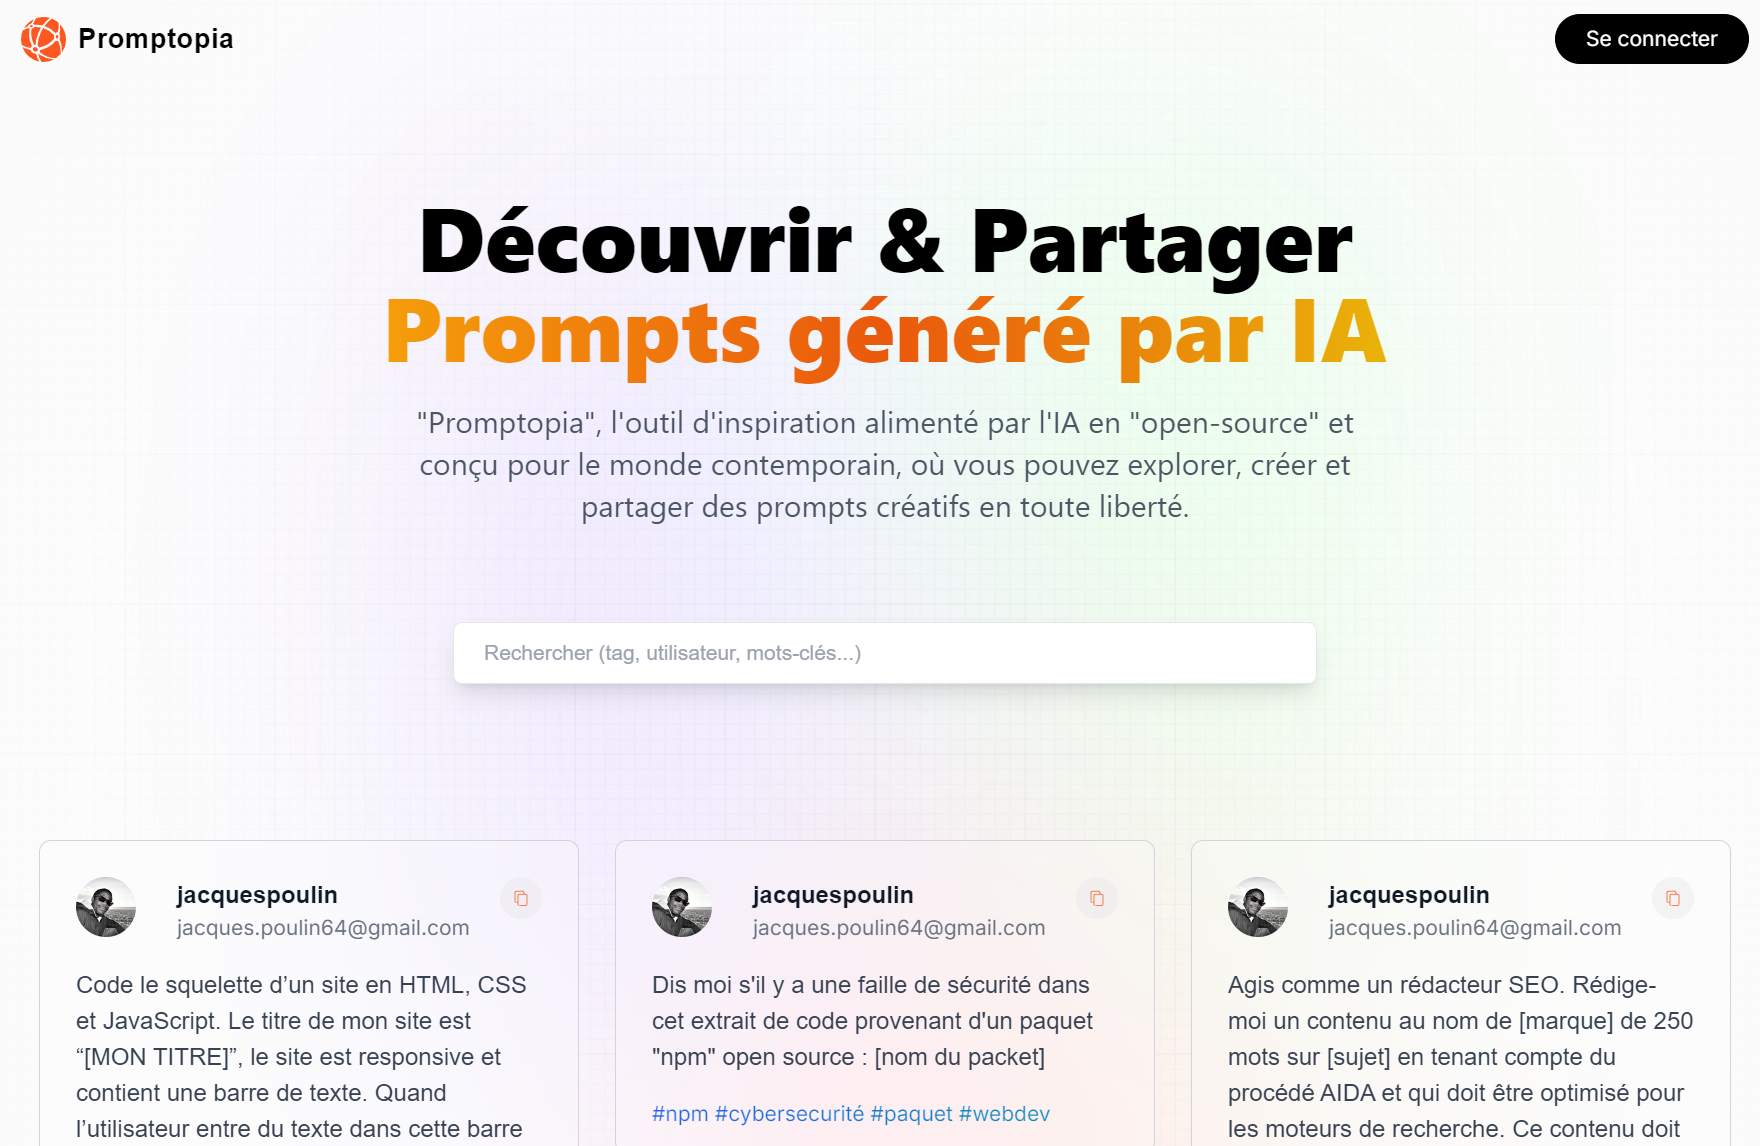 Promptopia
Se connecter
Découvrir & Partager
Prompts généré par IA
"Promptopia", l'outil d'inspiration alimenté par l'IA en "open-source" et
conçu pour le monde contemporain, où vous pouvez explorer, créer et
partager des prompts créatifs en toute liberté.
Rechercher (tag, utilisateur, mots-clés...)
jacquespoulin
jacques.poulin64@gmail.com
Code le squelette d’un site en HTML, CSS
et JavaScript. Le titre de mon site est
“[MON TITRE]”, le site est responsive et
contient une barre de texte. Quand
l’utilisateur entre du texte dans cette barre
jacquespoulin
jacques.poulin64@gmail.com
Dis moi s'il y a une faille de sécurité dans
cet extrait de code provenant d'un paquet
"npm" open source : [nom du packet]
#npm #cybersecurité #paquet #webdev
jacquespoulin
jacques.poulin64@gmail.com
Agis comme un rédacteur SEO. Rédige-
moi un contenu au nom de [marque] de 250
mots sur [sujet] en tenant compte du
procédé AIDA et qui doit être optimisé pour
les moteurs de recherche. Ce contenu doit